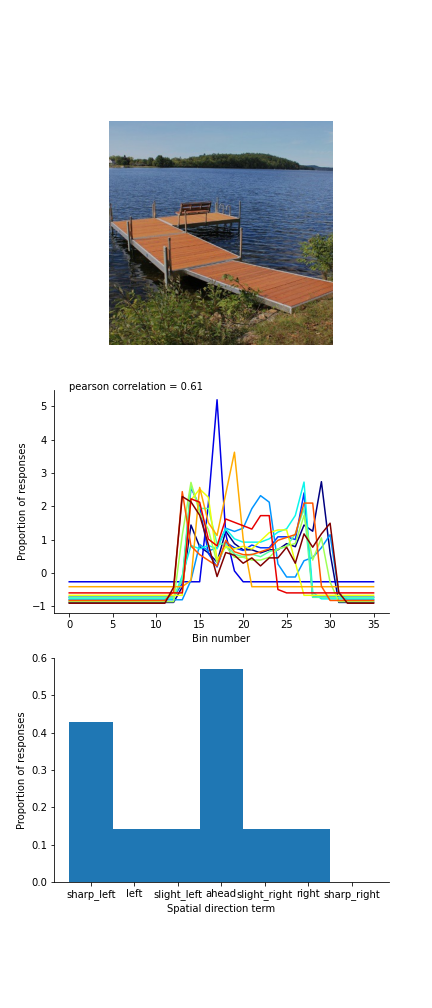 pearson correlation = 0.61
5
4
3
2
1
0
−1
Proportion of responses
0 5 10 15 20 25 30 35
Bin number
0.6
0.5
0.4
0.3
0.2
0.1
0.0
Proportion of responses
sharp_left left slight_left ahead slight_right right sharp_right
Spatial direction term